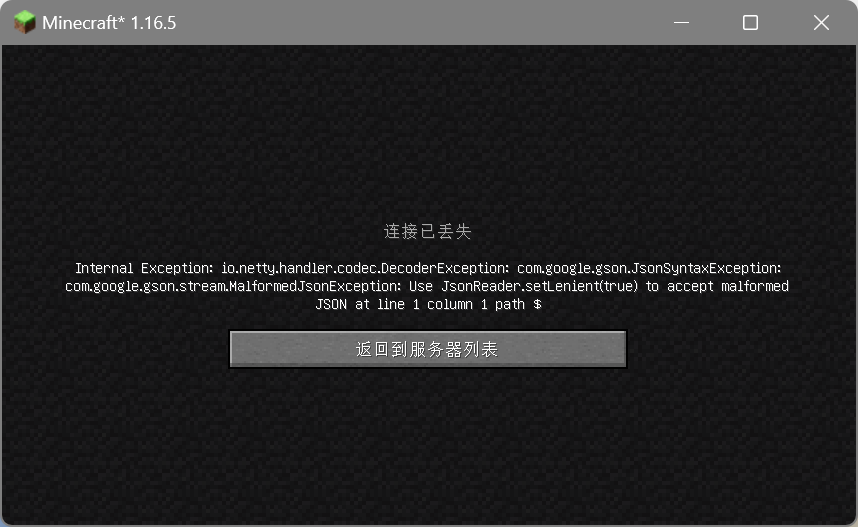 Minecraft* 1.16.5
连接已丢失
Internal Exception: io.netty.handler.codec.DecoderException: com.google.gson.JsonSyntaxException:
com.google.gson.stream.MalformedJsonException: Use JsonReader.setLenient(true) to accept malformed
JSON at line 1 column 1 path $
返回到服务器列表